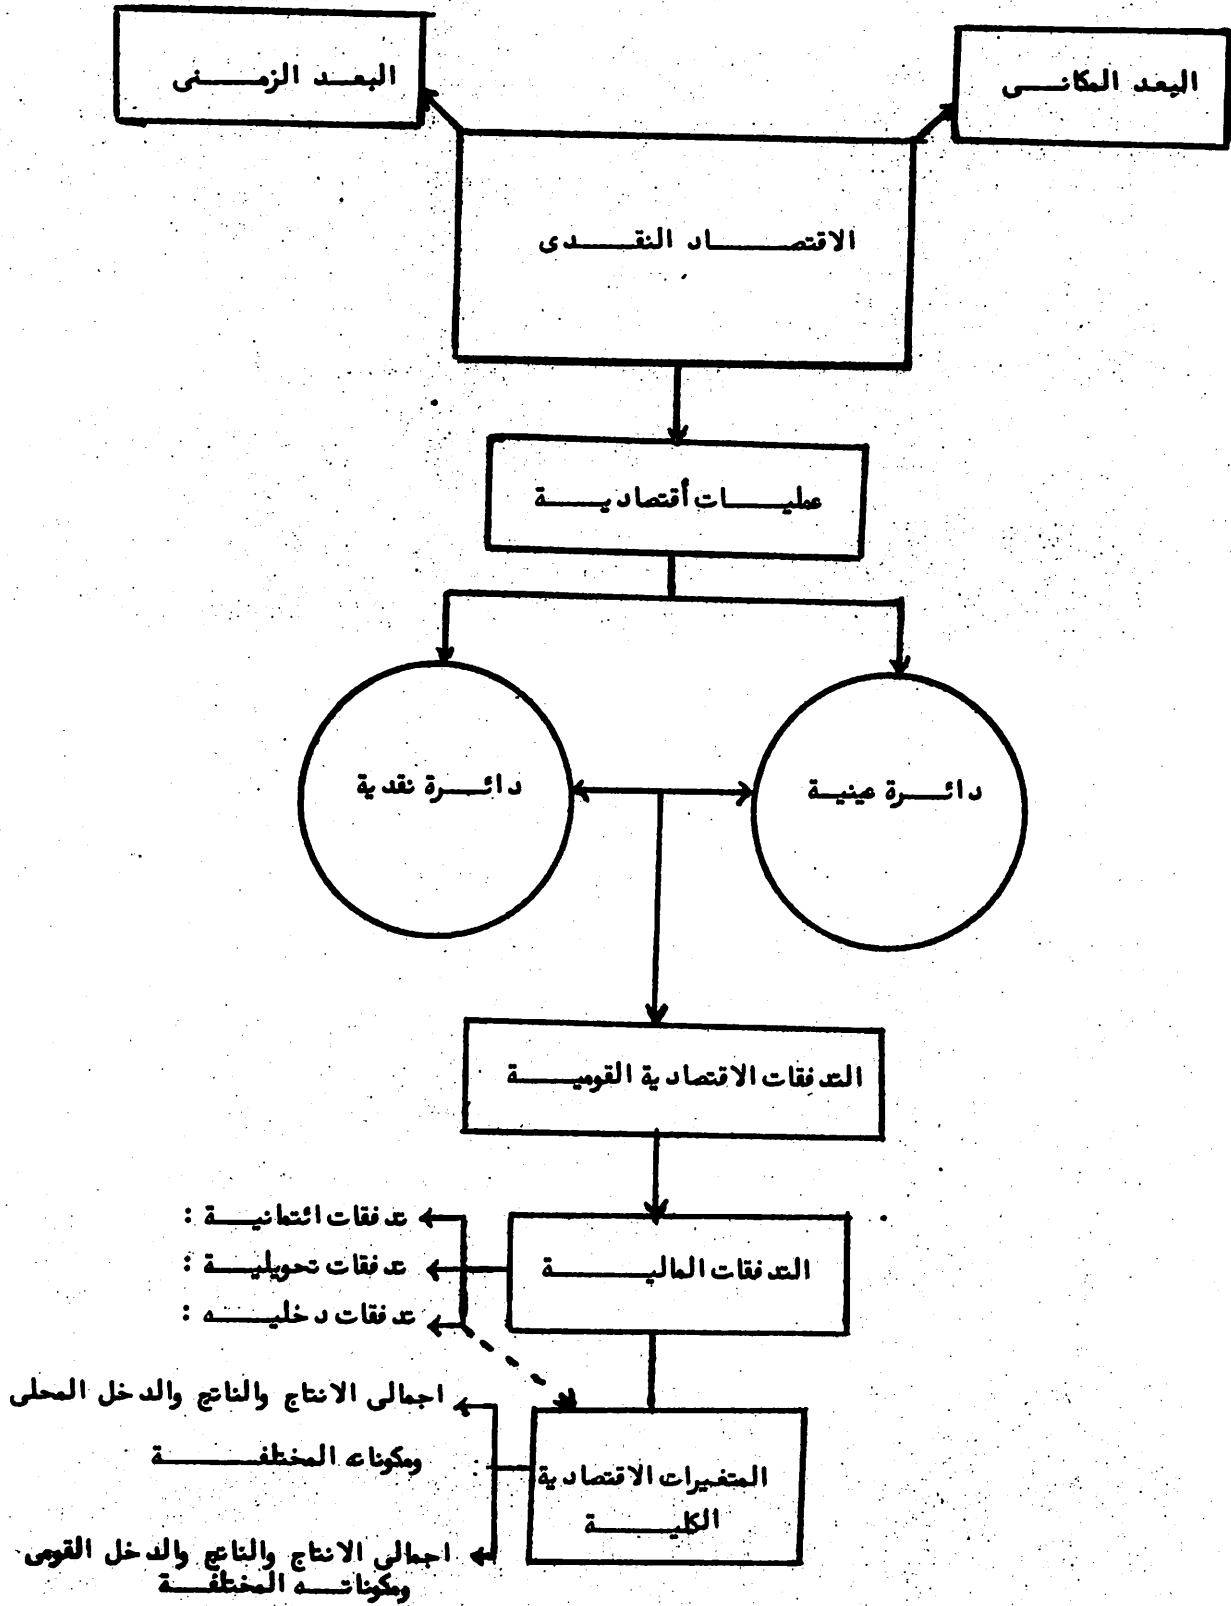 البعد المكانى
البعد الزمنى
الاقتصاد النقدى
عمليات أقتصادية
دائرة عينية
دائرة نقدية
التدفقات الاقتصادية القومية
التدفقات المالية
تدفقات ائتمانية :
تدفقات تحويلية :
تدفقات دخليه :
المتغيرات الاقتصادية
الكلية
اجمالى الانتاج والناتج والدخل المحلى
ومكوناته المختلفة
اجمالى الانتاج والناتج والدخل القومى
ومكوناته المختلفة